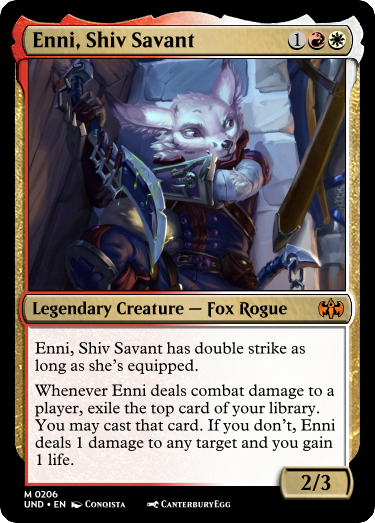 Enni, Shiv Savant 1
Legendary Creature — Fox Rogue
Enni, Shiv Savant has double strike as
long as she's equipped.
Whenever Enni deals combat damage to a
player, exile the top card of your library.
You may cast that card. If you don't, Enni
deals 1 damage to any target and you gain
1 life.
2/3
M 0206
UND • EN Conoista CanterburyEgg